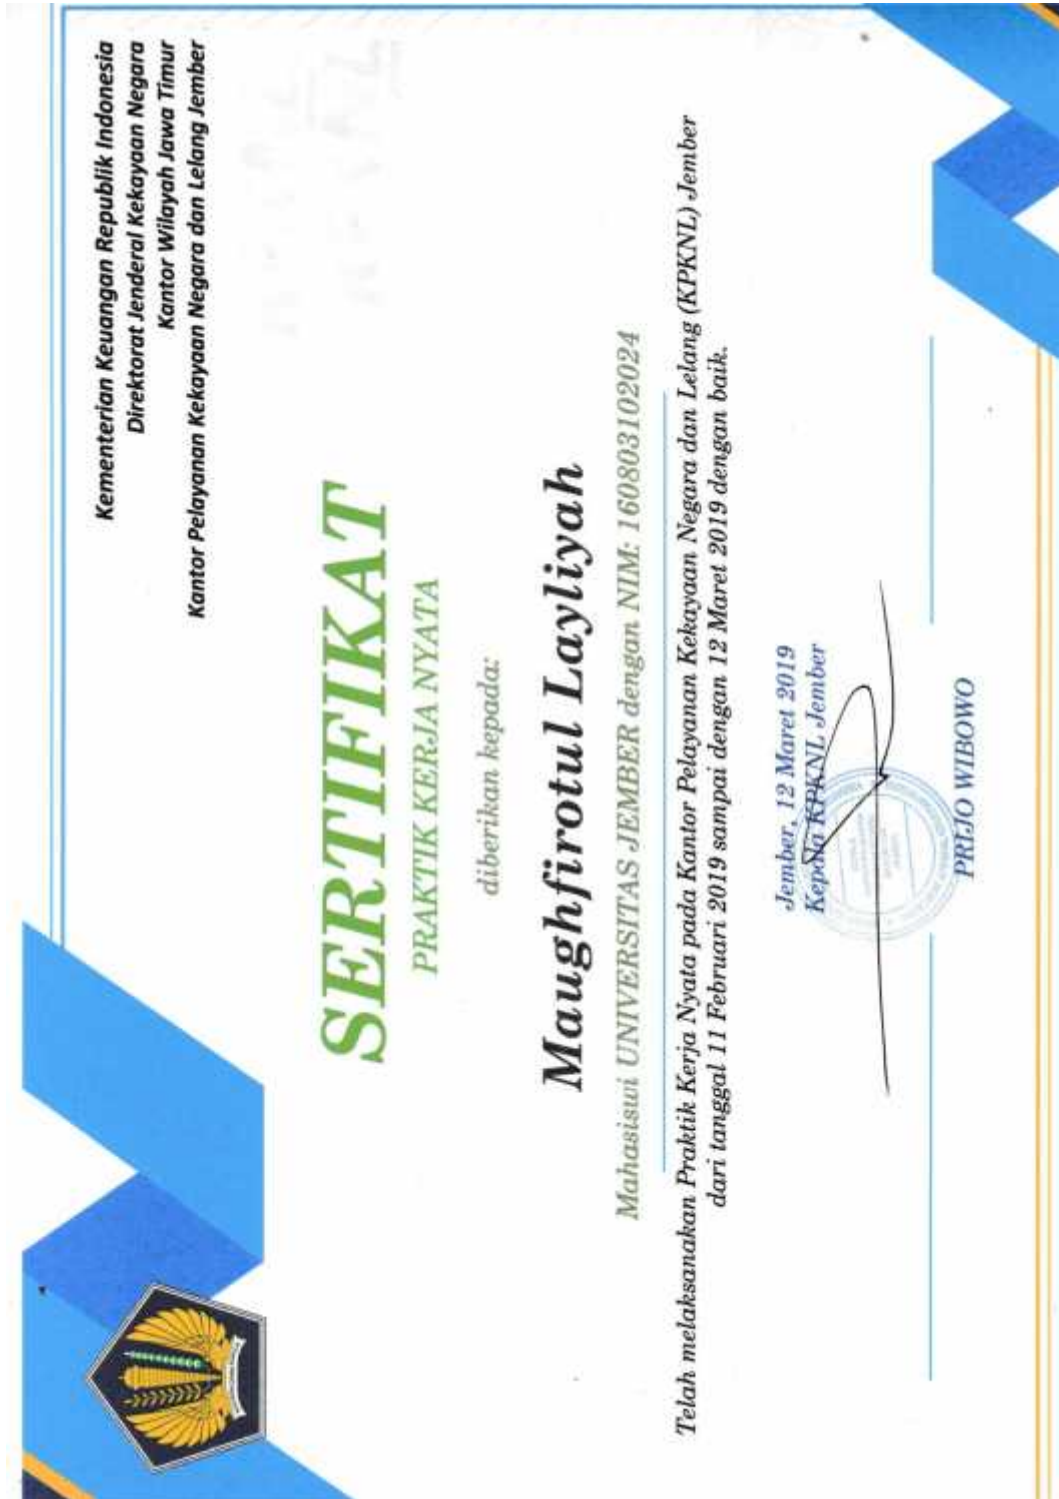 Kementerian Keuangan Republik Indonesia
Direktorat Jenderal Kekayaan Negara
Kantor Wilayah Jawa Timur
Kantor Pelayanan Kekayaan Negara dan Lelang Jember
SERTIFIKAT
PRAKTIK KERJA NYATA
diberikan kepada:
Maughfirotul Layliyah
Mahasiswi UNIVERSITAS JEMBER dengan NIM: 160803102024
Telah melaksanakan Praktik Kerja Nyata pada Kantor Pelayanan Kekayaan Negara dan Lelang (KPKNL) Jember
dari tanggal 11 Februari 2019 sampai dengan 12 Maret 2019 dengan baik.
Jember, 12 Maret 2019
Kepala KPKNL Jember
PRIJO WIBOWO